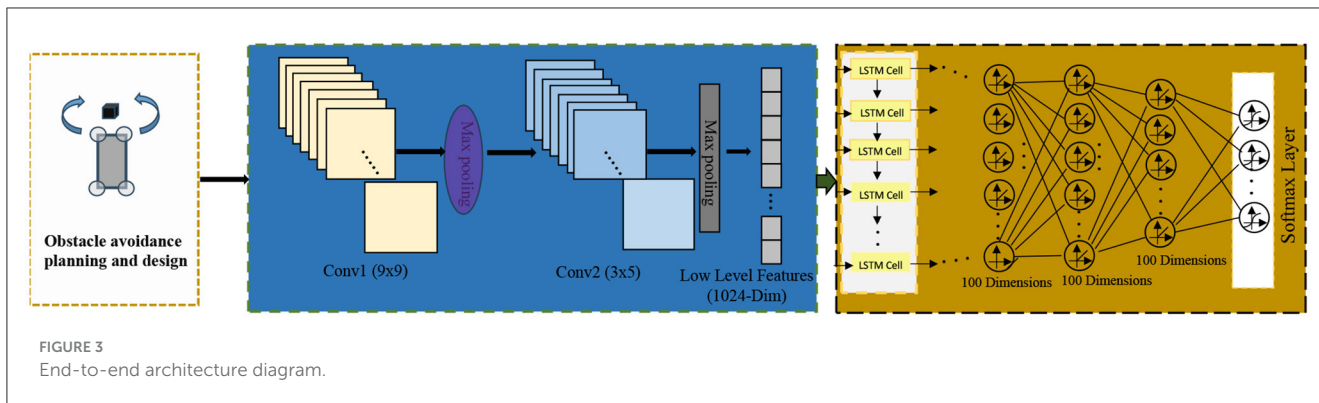 Obstacle avoidance
planning and design
Conv1 (9x9)
Max pooling
Conv2 (3x5)
Max pooling
Low Level Features
(1024-Dim)
LSTM Cell
LSTM Cell
LSTM Cell
LSTM Cell
LSTM Cell
100 Dimensions
100 Dimensions
100 Dimensions
Softmax Layer
FIGURE 3
End-to-end architecture diagram.